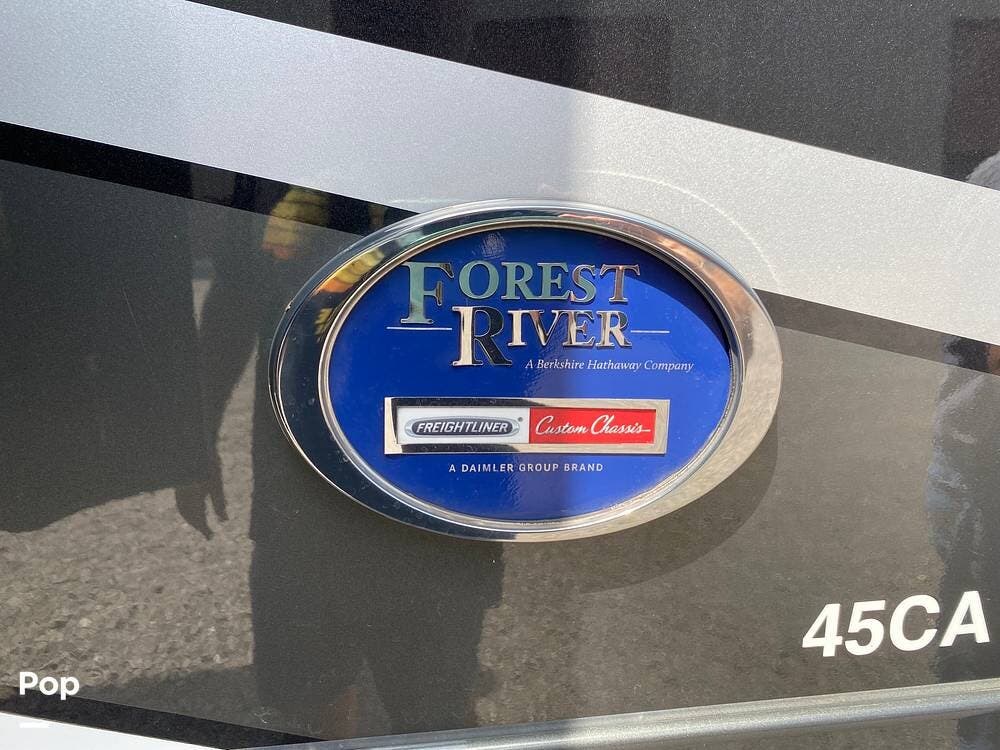 FOREST
RIVER
A Berkshire Hathaway Company
FREIGHTLINER® Custom Chassis
A DAIMLER GROUP BRAND
45CA
Pop